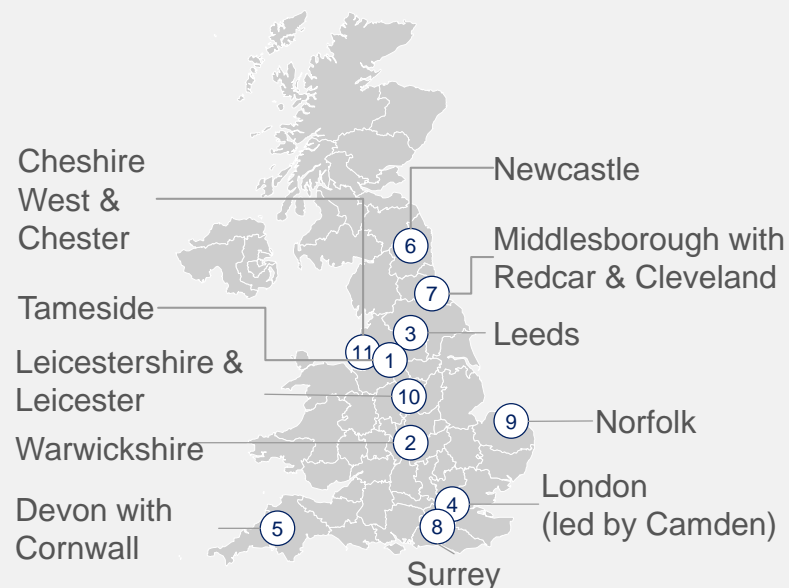 Cheshire
West &
Chester
Newcastle
6
Middlesborough with
Redcar & Cleveland
7
Tameside
3
Leeds
11
1
Leicestershire &
Leicester
10
9
Norfolk
Warwickshire
2
London
(led by Camden)
4
Devon with
Cornwall
5
8
Surrey